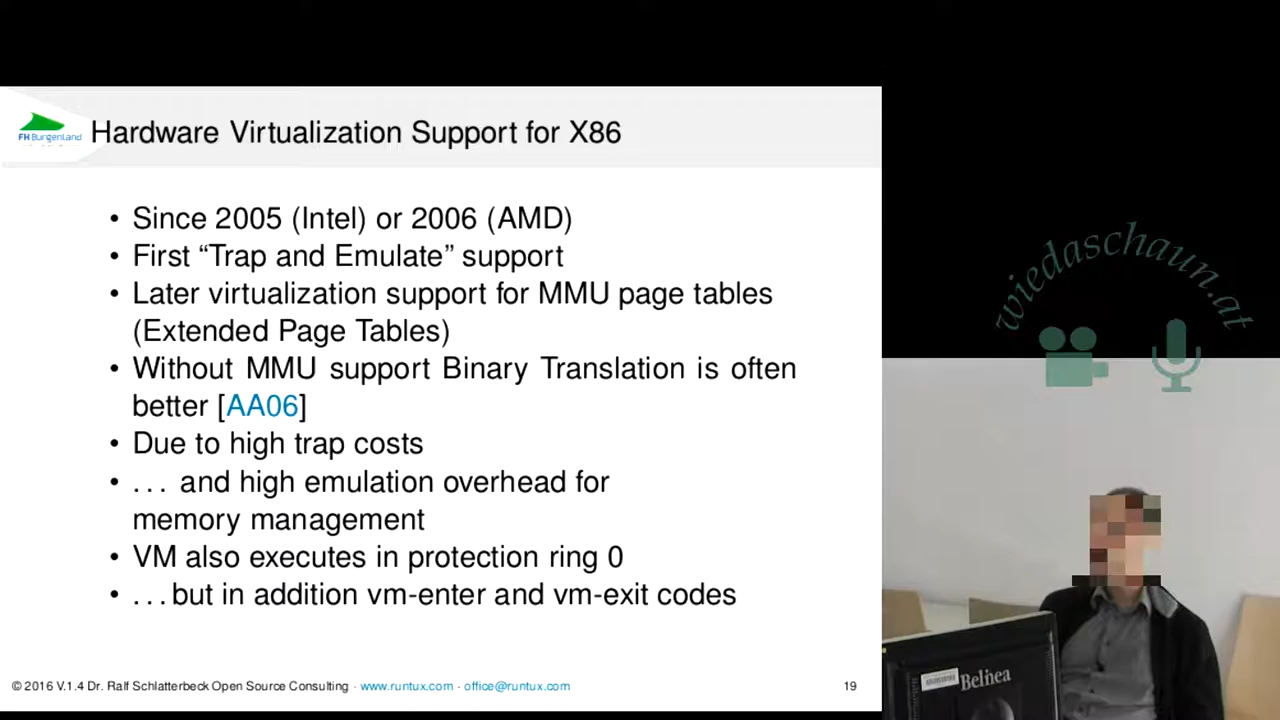 FH Burgenland
Hardware Virtualization Support for X86
• Since 2005 (Intel) or 2006 (AMD)
• First “Trap and Emulate” support
• Later virtualization support for MMU page tables
(Extended Page Tables)
• Without MMU support Binary Translation is often
better [AA06]
• Due to high trap costs
• ... and high emulation overhead for
memory management
• VM also executes in protection ring 0
• ...but in addition vm-enter and vm-exit codes
© 2016 V.1.4 Dr. Ralf Schlatterbeck Open Source Consulting · www.runtux.com · office@runtux.com
19
wiedaschaun.at
Belinea